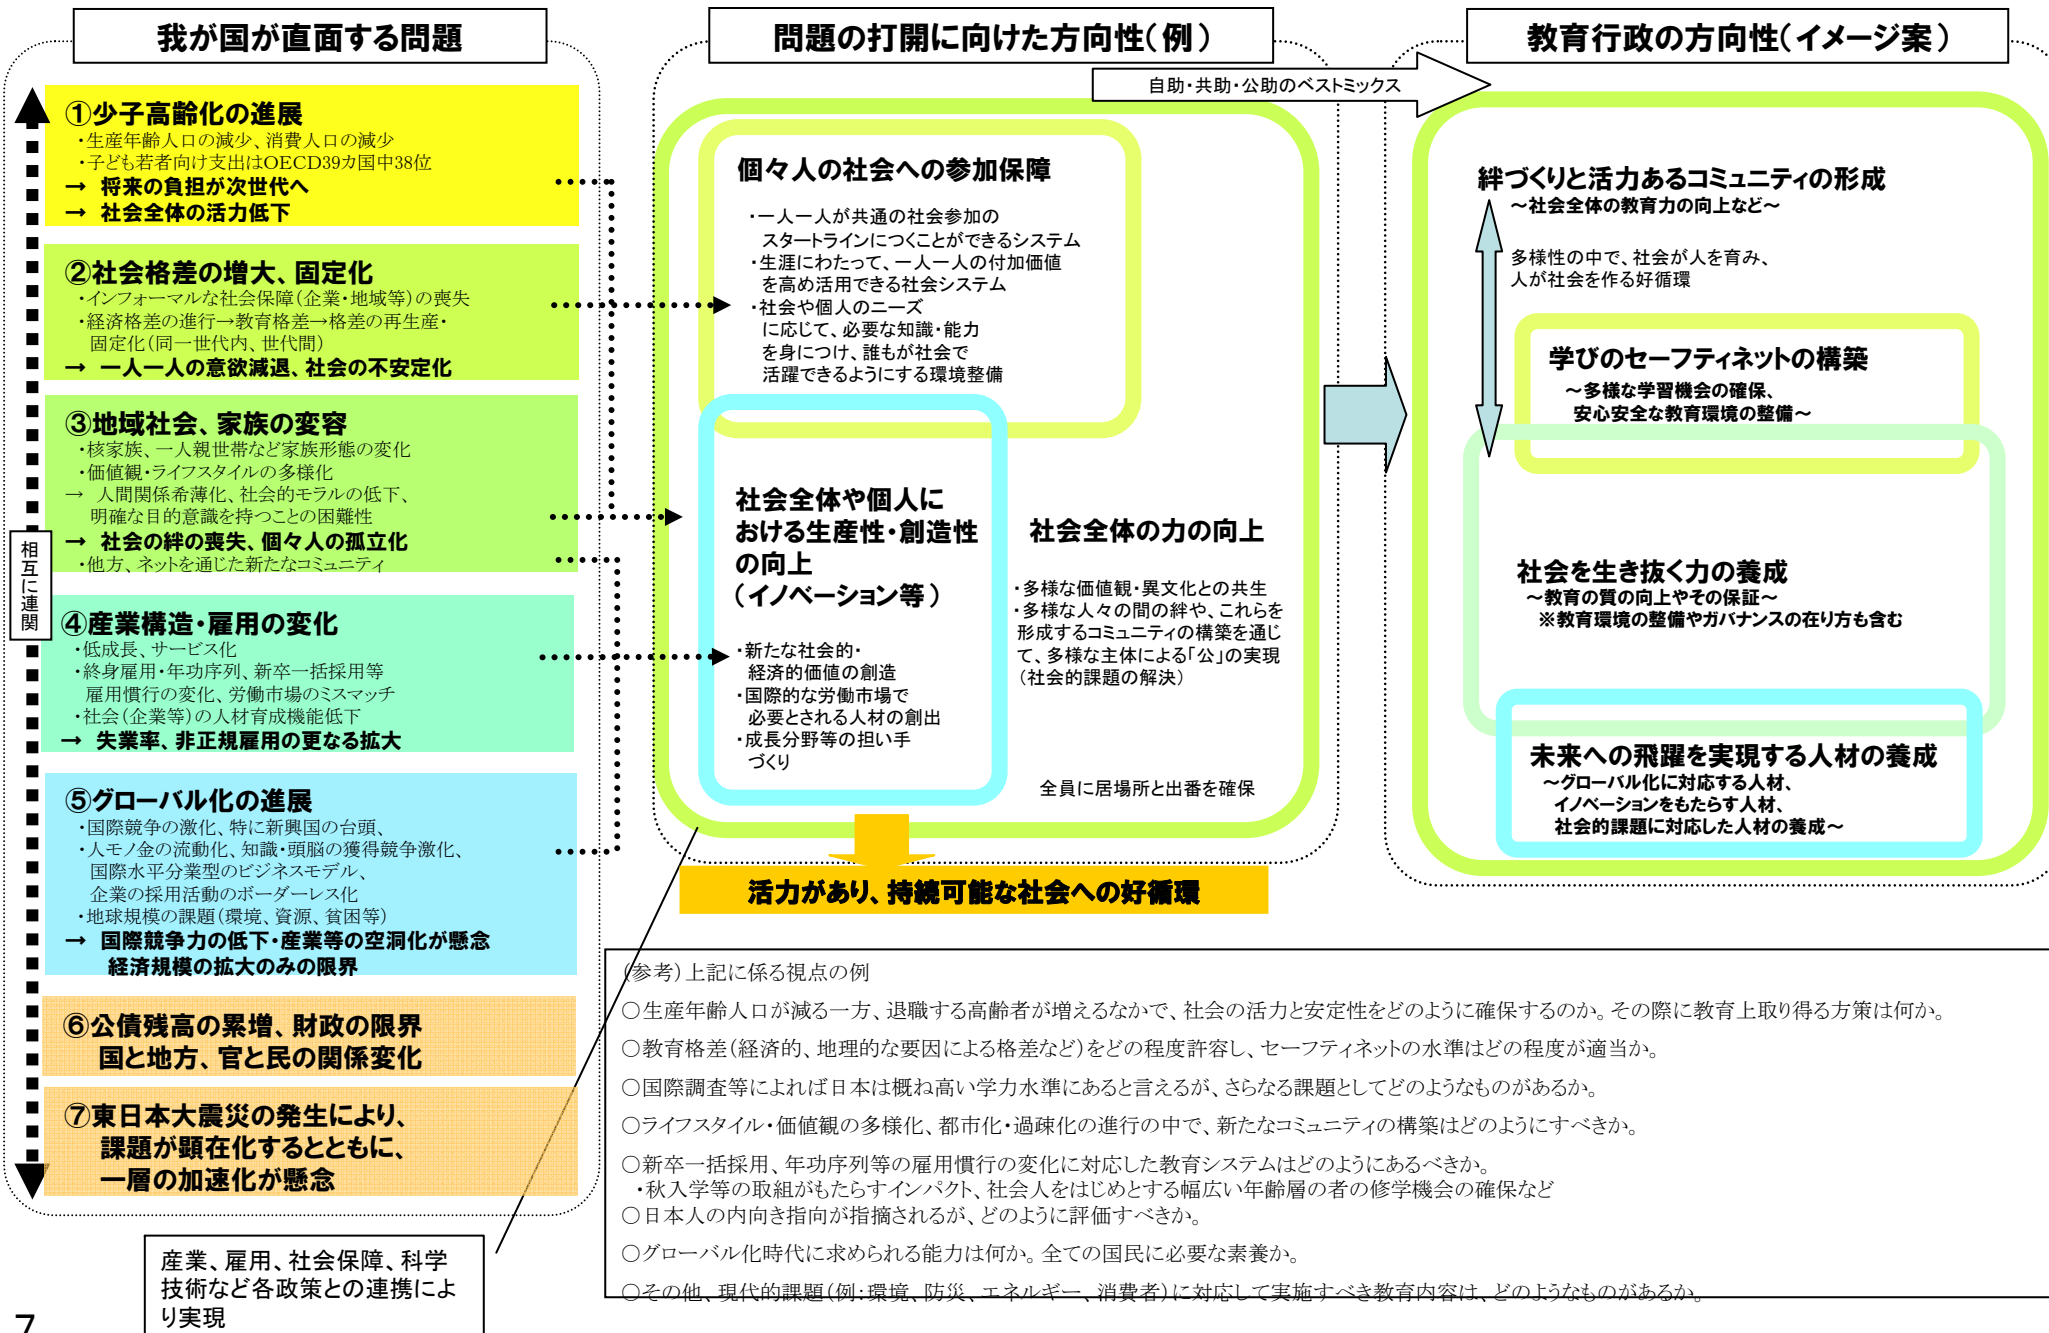 我が国が直面する問題
①少子高齢化の進展
・生産年齢人口の減少、消費人口の減少
・子ども若者向け支出はOECD39カ国中38位
→ 将来の負担が次世代へ
→ 社会全体の活力低下
②社会格差の増大、固定化
・インフォーマルな社会保障(企業・地域等)の喪失
・経済格差の進行→教育格差→格差の再生産・
固定化(同一世代内、世代間)
→ 一人一人の意欲減退、社会の不安定化
③地域社会、家族の変容
・核家族、一人親世帯など家族形態の変化
・価値観・ライフスタイルの多様化
→ 人間関係希薄化、社会的モラルの低下、
明確な目的意識を持つことの困難性
→ 社会の絆の喪失、個々人の孤立化
・他方、ネットを通じた新たなコミュニティ
④産業構造・雇用の変化
・低成長、サービス化
・終身雇用・年功序列、新卒一括採用等
雇用慣行の変化、労働市場のミスマッチ
・社会(企業等)の人材育成機能低下
→ 失業率、非正規雇用の更なる拡大
⑤グローバル化の進展
・国際競争の激化、特に新興国の台頭、
・人モノ金の流動化、知識・頭脳の獲得競争激化、
国際水平分業型のビジネスモデル、
企業の採用活動のボーダーレス化
・地球規模の課題(環境、資源、貧困等)
→ 国際競争力の低下・産業等の空洞化が懸念
経済規模の拡大のみの限界
⑥公債残高の累増、財政の限界
国と地方、官と民の関係変化
⑦東日本大震災の発生により、
課題が顕在化するとともに、
一層の加速化が懸念
相互に連関
産業、雇用、社会保障、科学
技術など各政策との連携によ
り実現
7
問題の打開に向けた方向性(例)
自助・共助・公助のベストミックス
個々人の社会への参加保障
・一人一人が共通の社会参加の
スタートラインにつくことができるシステム
・生涯にわたって、一人一人の付加価値
を高め活用できる社会システム
・社会や個人のニーズ
に応じて、必要な知識・能力
を身につけ、誰もが社会で
活躍できるようにする環境整備
社会全体や個人に
おける生産性・創造性
の向上
(イノベーション等)
・新たな社会的・
経済的価値の創造
・国際的な労働市場で
必要とされる人材の創出
・成長分野等の担い手
づくり
社会全体の力の向上
・多様な価値観・異文化との共生
・多様な人々の間の絆や、これらを
形成するコミュニティの構築を通じ
て、多様な主体による「公」の実現
(社会的課題の解決)
全員に居場所と出番を確保
活力があり、持続可能な社会への好循環
教育行政の方向性(イメージ案)
絆づくりと活力あるコミュニティの形成
～社会全体の教育力の向上など～
多様性の中で、社会が人を育み、
人が社会を作る好循環
学びのセーフティネットの構築
～多様な学習機会の確保、
安心安全な教育環境の整備～
社会を生き抜く力の養成
～教育の質の向上やその保証～
※教育環境の整備やガバナンスの在り方も含む
未来への飛躍を実現する人材の養成
～グローバル化に対応する人材、
イノベーションをもたらす人材、
社会的課題に対応した人材の養成～
(参考)上記に係る視点の例
○生産年齢人口が減る一方、退職する高齢者が増えるなかで、社会の活力と安定性をどのように確保するのか。その際に教育上取り得る方策は何か。
○教育格差(経済的、地理的な要因による格差など)をどの程度許容し、セーフティネットの水準はどの程度が適当か。
○国際調査等によれば日本は概ね高い学力水準にあると言えるが、さらなる課題としてどのようなものがあるか。
○ライフスタイル・価値観の多様化、都市化・過疎化の進行の中で、新たなコミュニティの構築はどのようにすべきか。
○新卒一括採用、年功序列等の雇用慣行の変化に対応した教育システムはどのようにあるべきか。
・秋入学等の取組がもたらすインパクト、社会人をはじめとする幅広い年齢層の者の修学機会の確保など
○日本人の内向き指向が指摘されるが、どのように評価すべきか。
○グローバル化時代に求められる能力は何か。全ての国民に必要な素養か。
○その他、現代的課題(例:環境、防災、エネルギー、消費者)に対応して実施すべき教育内容は、どのようなものがあるか。